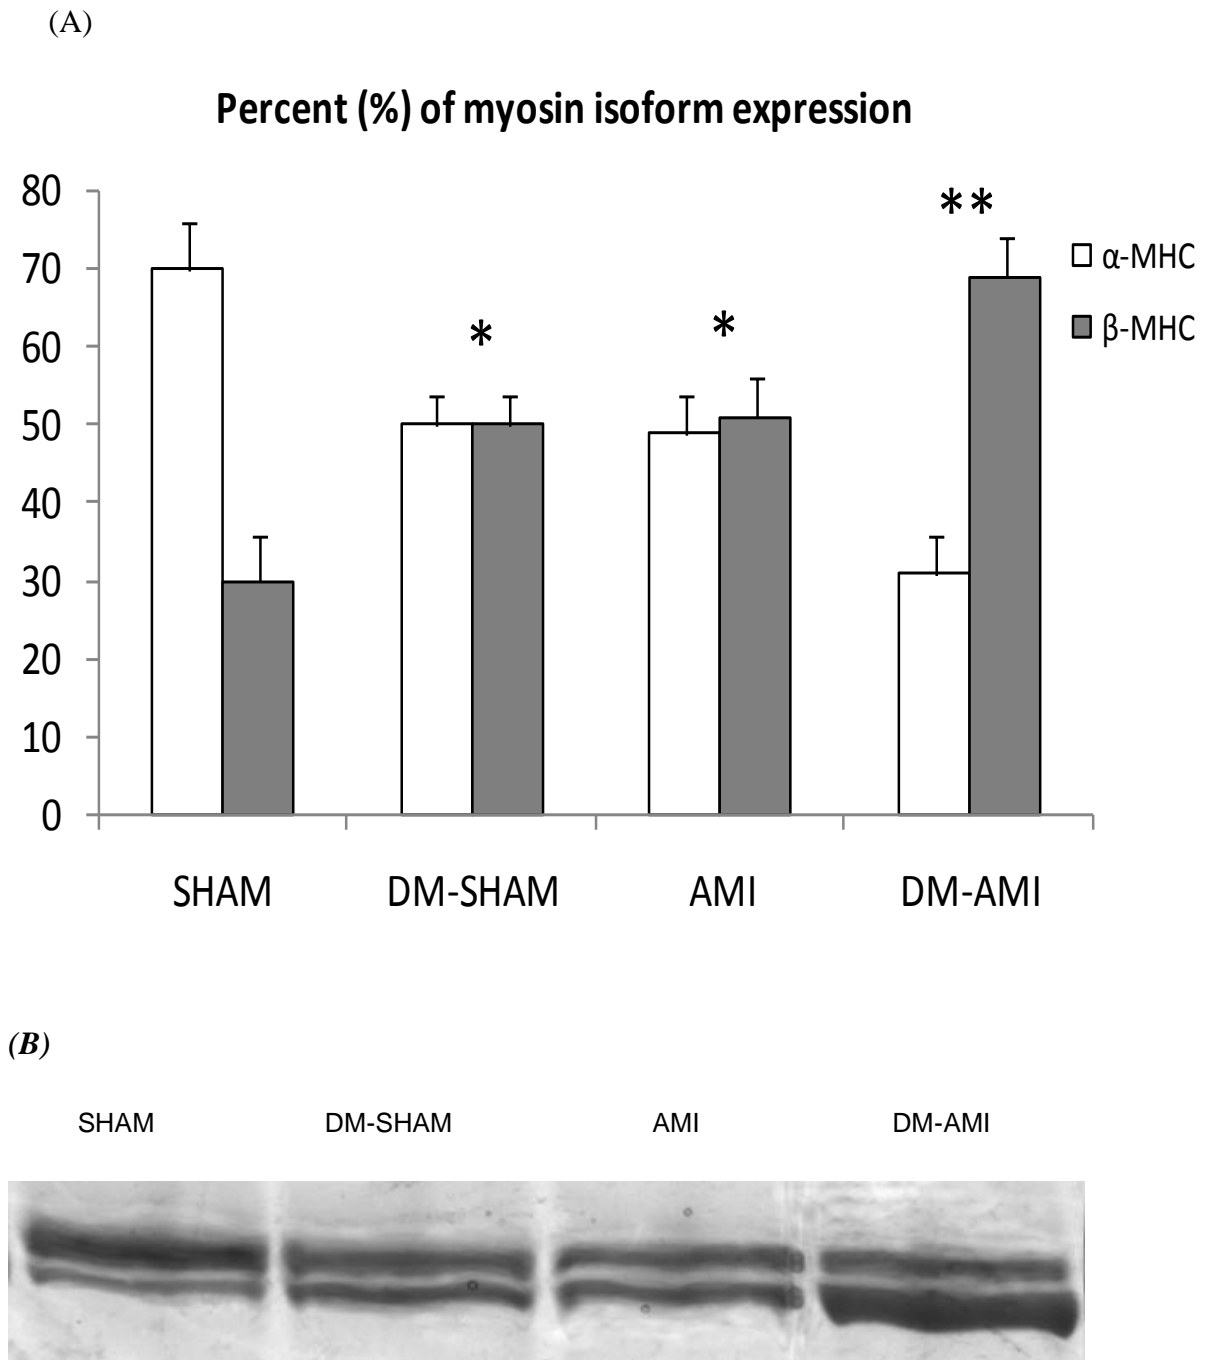 (A)
Percent (%) of myosin isoform expression
80
70
60
50
40
30
20
10
0
*
*
**
α-MHC
β-MHC
SHAM DM-SHAM AMI DM-AMI
(B)
SHAM DM-SHAM AMI DM-AMI